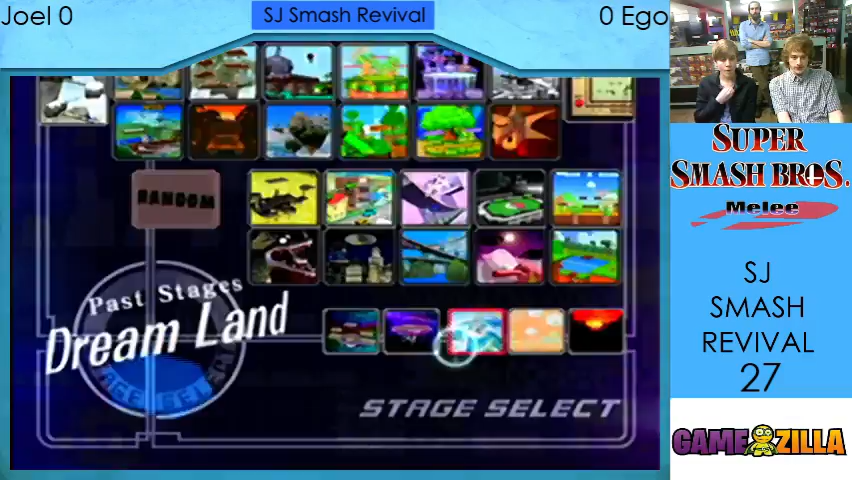 Joel 0
SJ Smash Revival
0 Ego
SUPER
SMASH BROS.
Melee
RANDOM
Past Stages
Dream Land
STAGE SELECT
SJ
SMASH
REVIVAL
27
GAMEZILLA